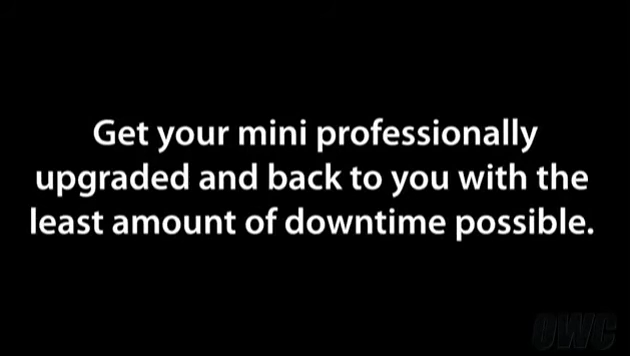 Get your mini professionally
upgraded and back to you with the
least amount of downtime possible.
OWC